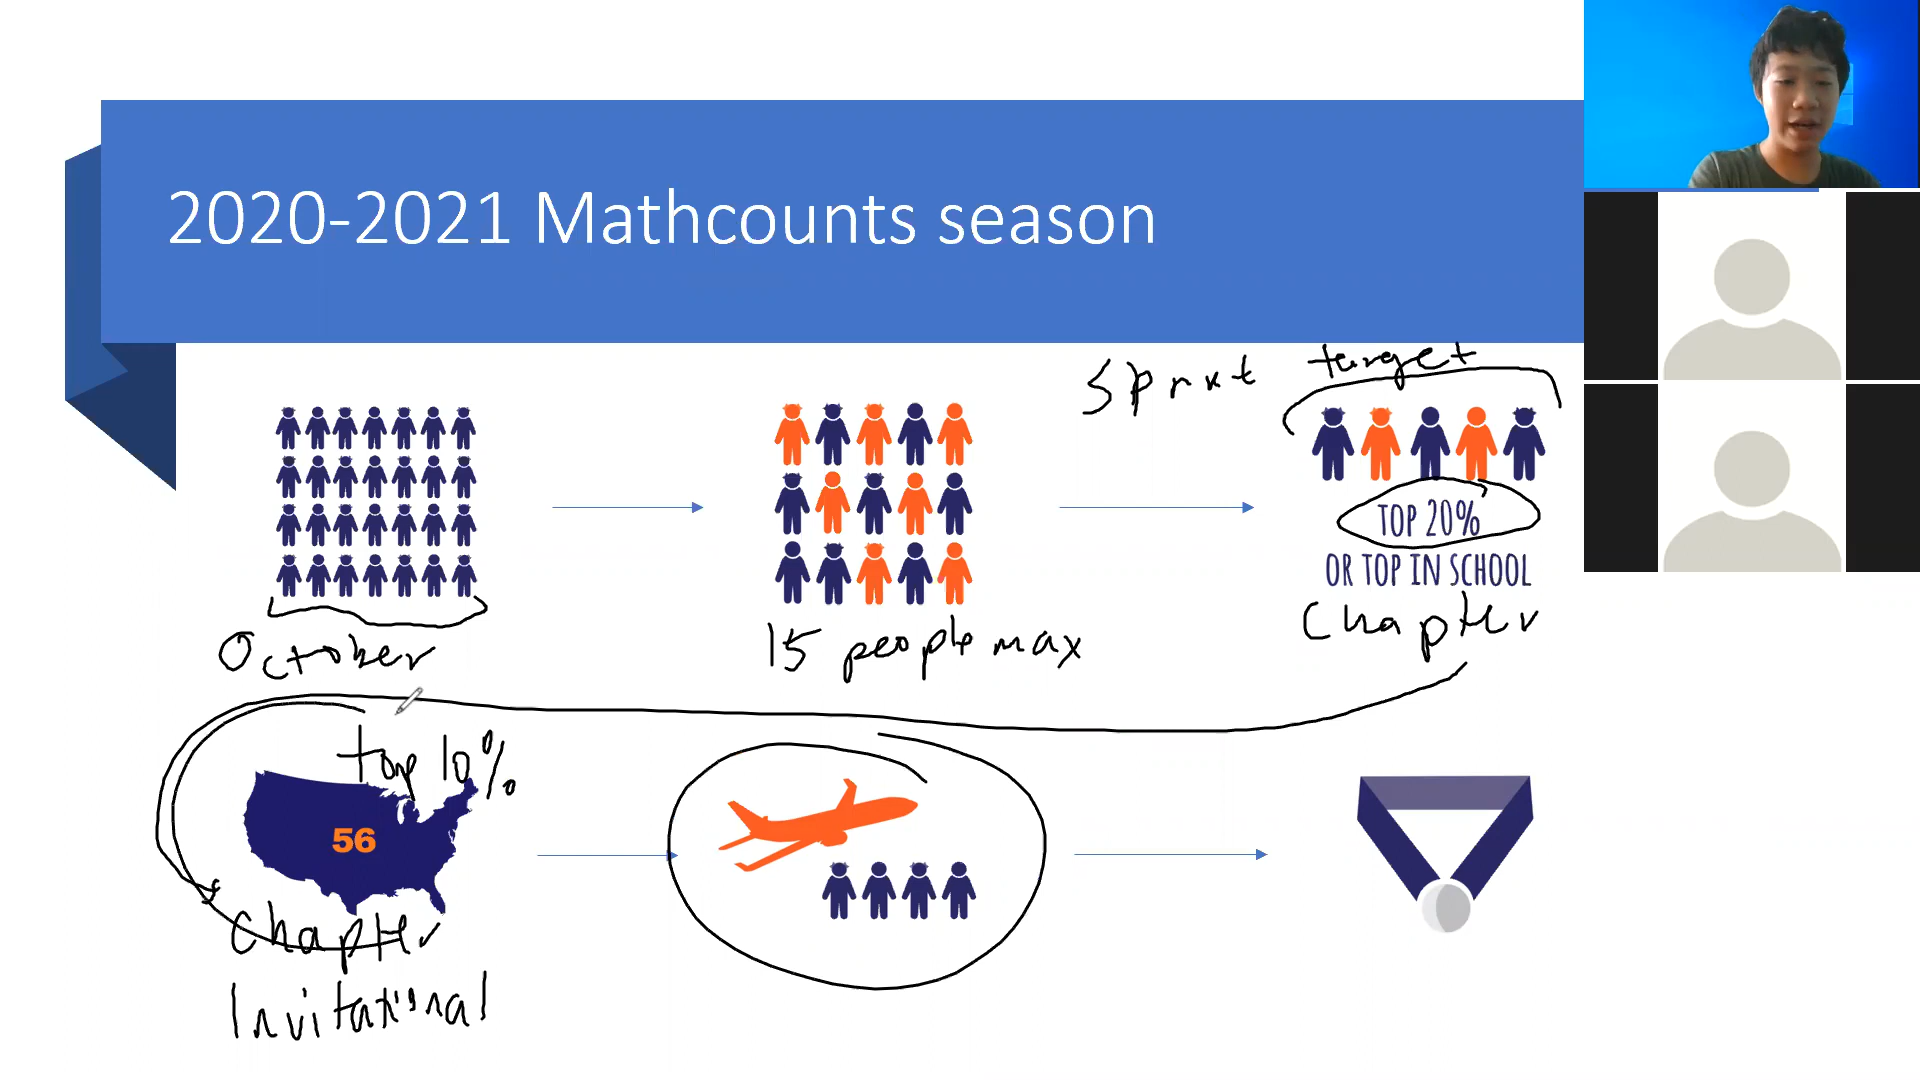 2020-2021 Mathcounts season
Sprint target
TOP 20%
OR TOP IN SCHOOL
October
15 people max
Chapter
top 10%
56
Chapter
Invitational